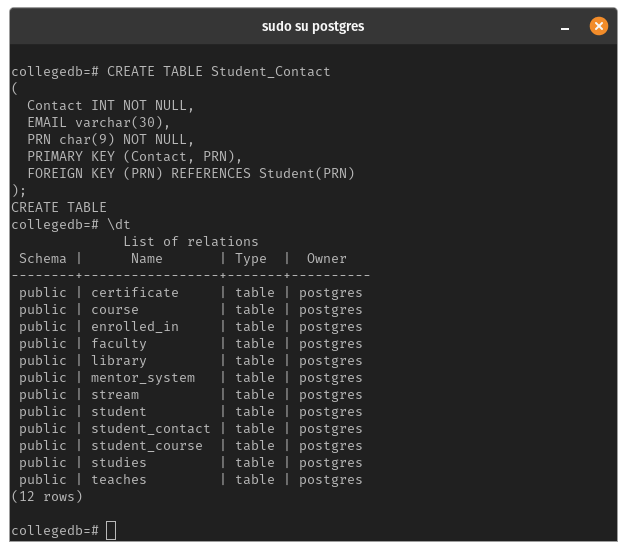 sudo su postgres
collegedb=# CREATE TABLE Student_Contact
(
  Contact INT NOT NULL,
  EMAIL varchar(30),
  PRN char(9) NOT NULL,
  PRIMARY KEY (Contact, PRN),
  FOREIGN KEY (PRN) REFERENCES Student(PRN)
);
CREATE TABLE
collegedb=# \dt
              List of relations
 Schema |      Name       | Type  |  Owner
--------+-----------------+-------+----------
 public | certificate     | table | postgres
 public | course          | table | postgres
 public | enrolled_in     | table | postgres
 public | faculty         | table | postgres
 public | library         | table | postgres
 public | mentor_system   | table | postgres
 public | stream          | table | postgres
 public | student         | table | postgres
 public | student_contact | table | postgres
 public | student_course  | table | postgres
 public | studies         | table | postgres
 public | teaches         | table | postgres
(12 rows)
collegedb=#